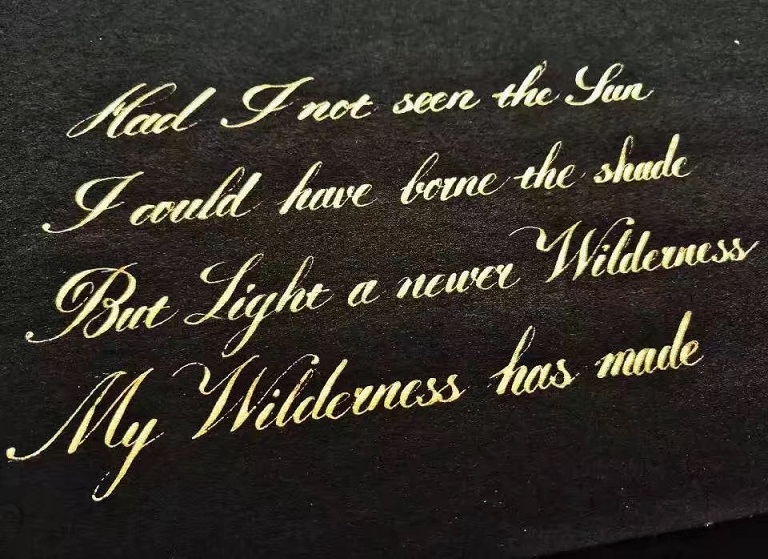 Had I not seen the Sun
I could have borne the shade
But Light a newer Wilderness
My Wilderness has made